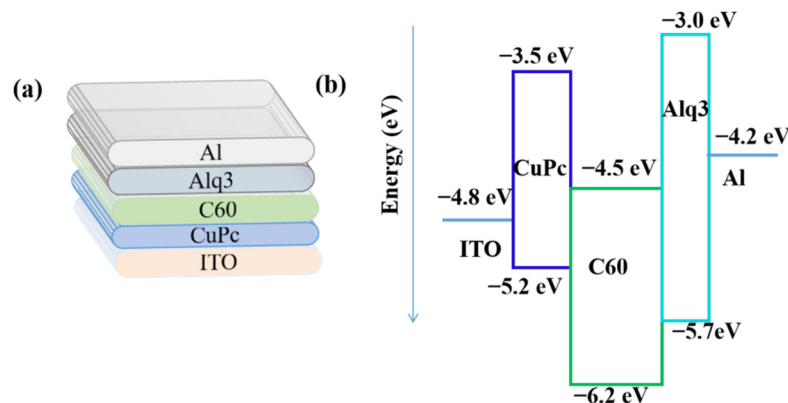 (a)
Al
Alq3
C60
CuPc
ITO
(b)
Energy (eV)
−3.0 eV
−3.5 eV
Alq3
−4.2 eV
CuPc
−4.5 eV
Al
−4.8 eV
ITO
C60
−5.2 eV
−5.7eV
−6.2 eV